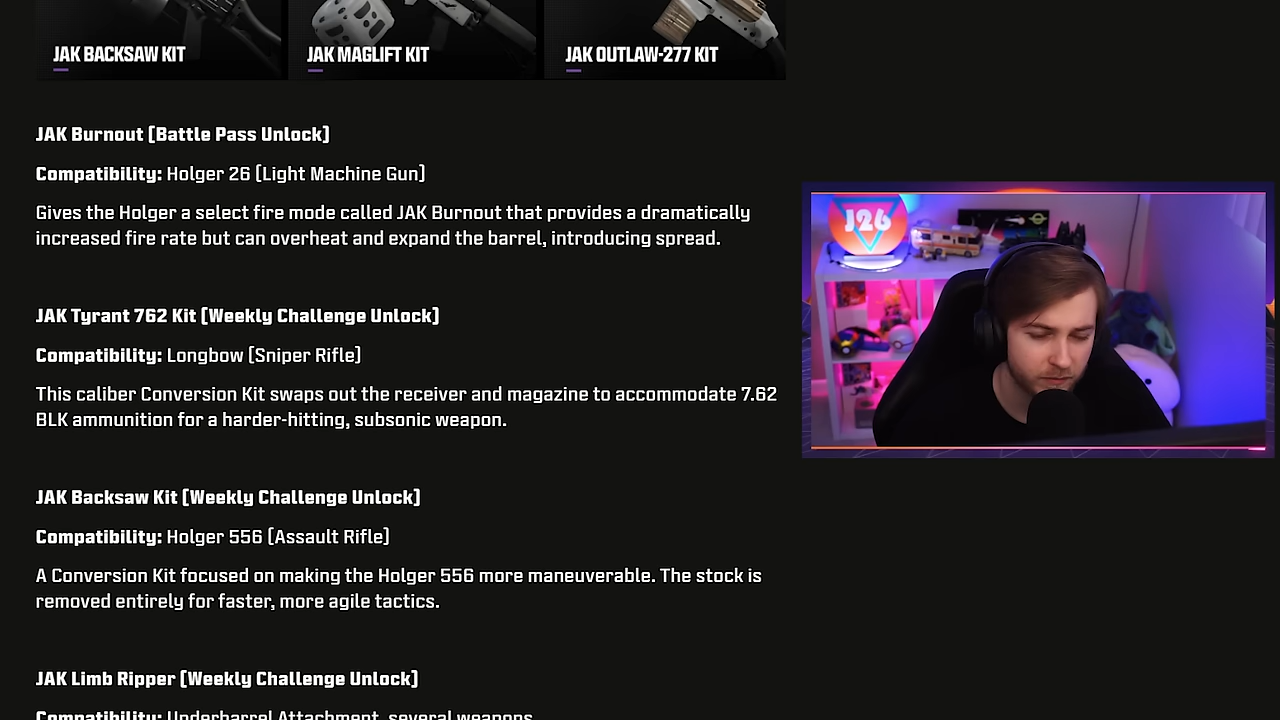 JAK BACKSAW KIT
JAK MAGLIFT KIT
JAK OUTLAW-277 KIT
JAK Burnout [Battle Pass Unlock]
Compatibility: Holger 26 [Light Machine Gun]
Gives the Holger a select fire mode called JAK Burnout that provides a dramatically
increased fire rate but can overheat and expand the barrel, introducing spread.
J26
JAK Tyrant 762 Kit [Weekly Challenge Unlock]
Compatibility: Longbow [Sniper Rifle]
This caliber Conversion Kit swaps out the receiver and magazine to accommodate 7.62
BLK ammunition for a harder-hitting, subsonic weapon.
JAK Backsaw Kit [Weekly Challenge Unlock]
Compatibility: Holger 556 [Assault Rifle]
A Conversion Kit focused on making the Holger 556 more maneuverable. The stock is
removed entirely for faster, more agile tactics.
JAK Limb Ripper [Weekly Challenge Unlock]
Compatibility: Underbarrel Attachment, several weapons